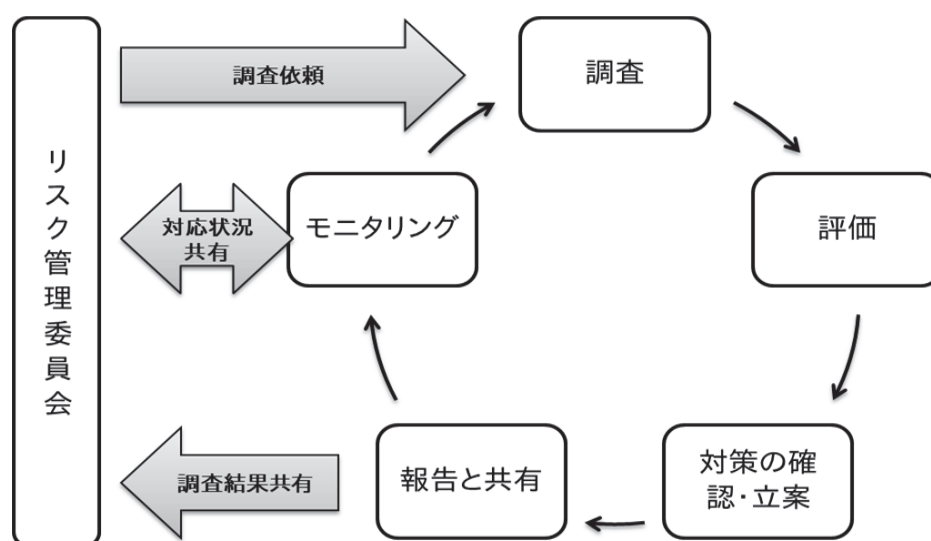 リスク管理委員会
調査依頼
調査
対応状況
共有
モニタリング
評価
調査結果共有
報告と共有
対策の確
認・立案